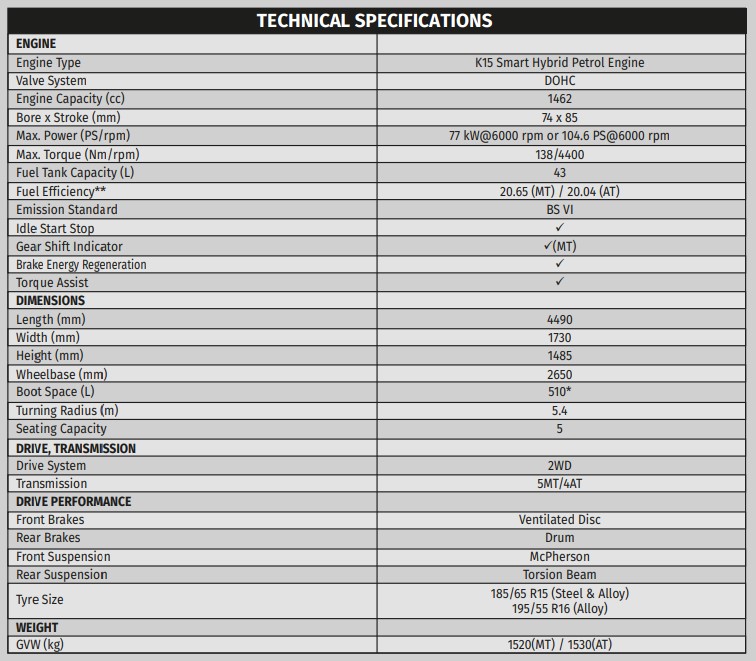 TECHNICAL SPECIFICATIONS
ENGINE
Engine Type K15 Smart Hybrid Petrol Engine
Valve System DOHC
Engine Capacity (cc) 1462
Bore x Stroke (mm) 74 x 85
Max. Power (PS/rpm) 77 kW@6000 rpm or 104.6 PS@6000 rpm
Max. Torque (Nm/rpm) 138/4400
Fuel Tank Capacity (L) 43
Fuel Efficiency** 20.65 (MT) / 20.04 (AT)
Emission Standard BS VI
Idle Start Stop ✓
Gear Shift Indicator ✓(MT)
Brake Energy Regeneration ✓
Torque Assist ✓
DIMENSIONS
Length (mm) 4490
Width (mm) 1730
Height (mm) 1485
Wheelbase (mm) 2650
Boot Space (L) 510*
Turning Radius (m) 5.4
Seating Capacity 5
DRIVE, TRANSMISSION
Drive System 2WD
Transmission 5MT/4AT
DRIVE PERFORMANCE
Front Brakes Ventilated Disc
Rear Brakes Drum
Front Suspension McPherson
Rear Suspension Torsion Beam
Tyre Size 185/65 R15 (Steel & Alloy)
195/55 R16 (Alloy)
WEIGHT
GVW (kg) 1520(MT) / 1530(AT)